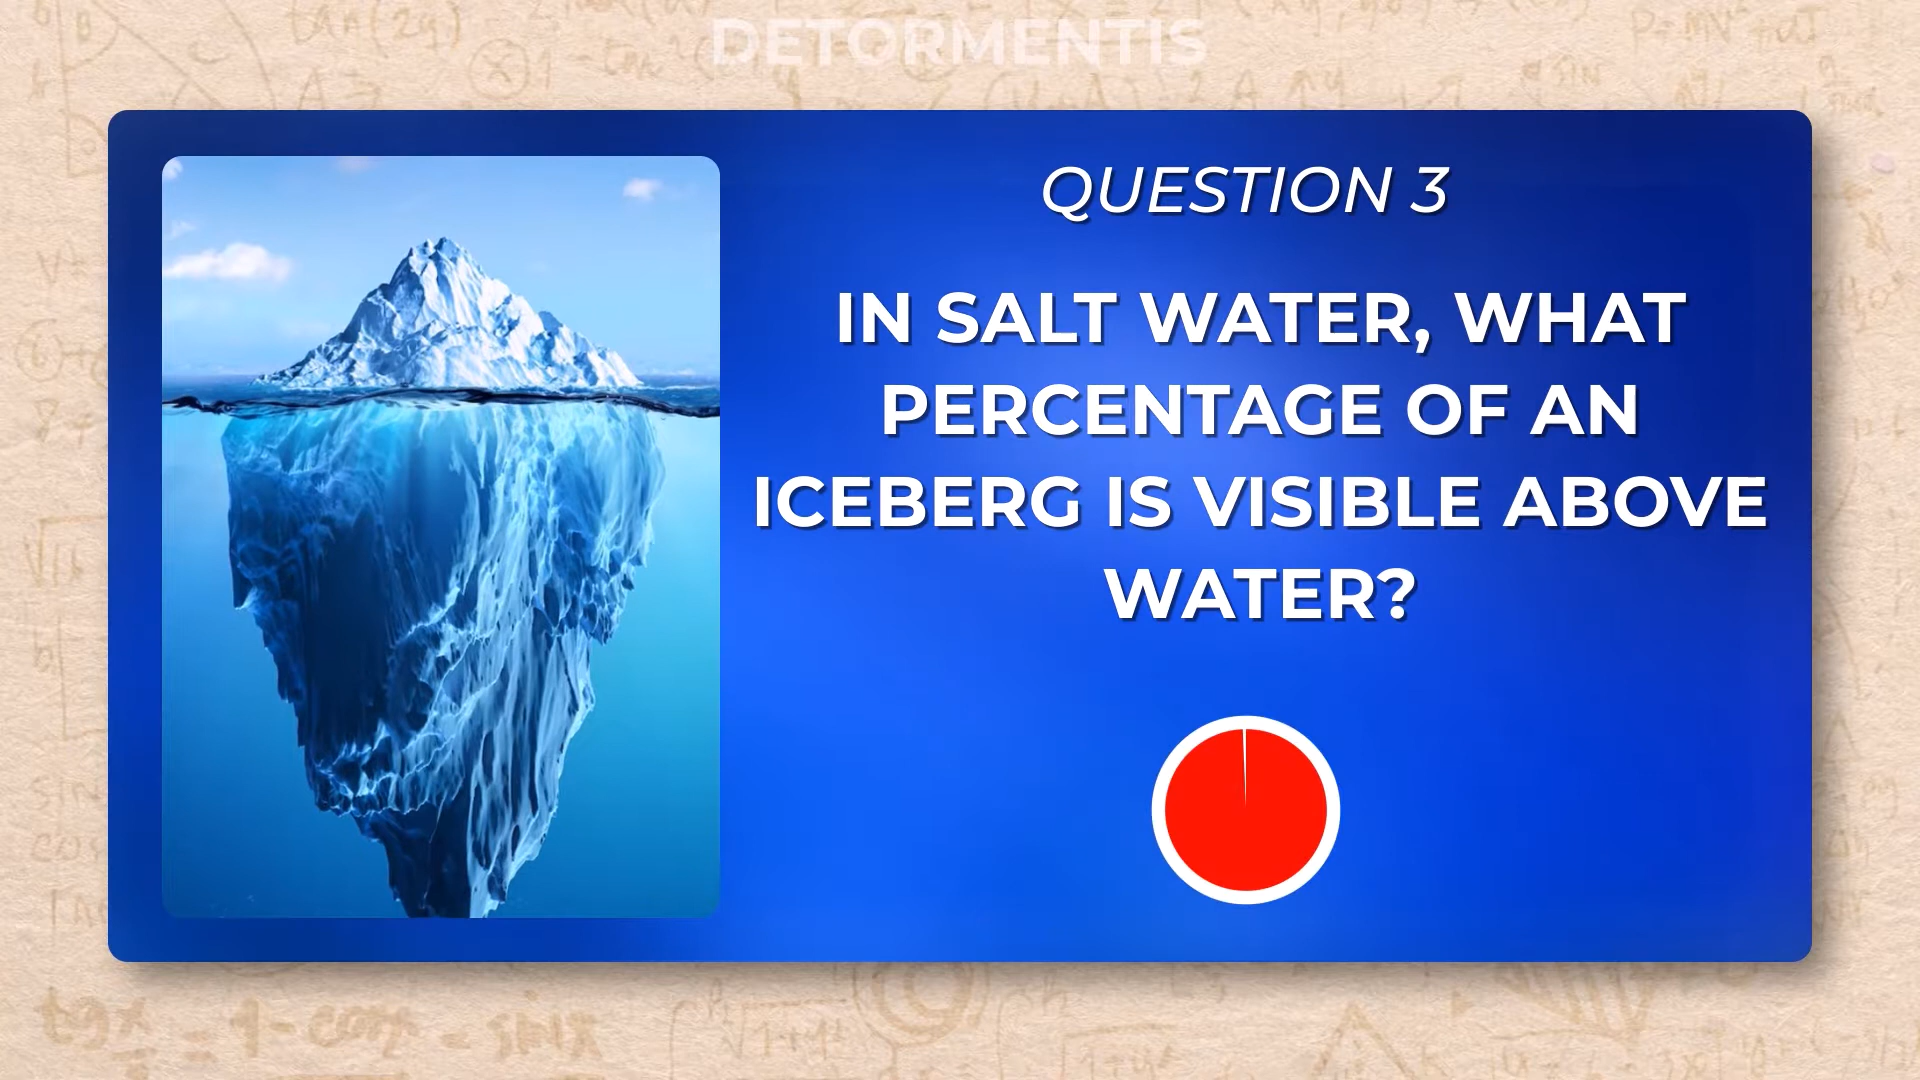 DETORMENTIS
QUESTION 3
IN SALT WATER, WHAT
PERCENTAGE OF AN
ICEBERG IS VISIBLE ABOVE
WATER?